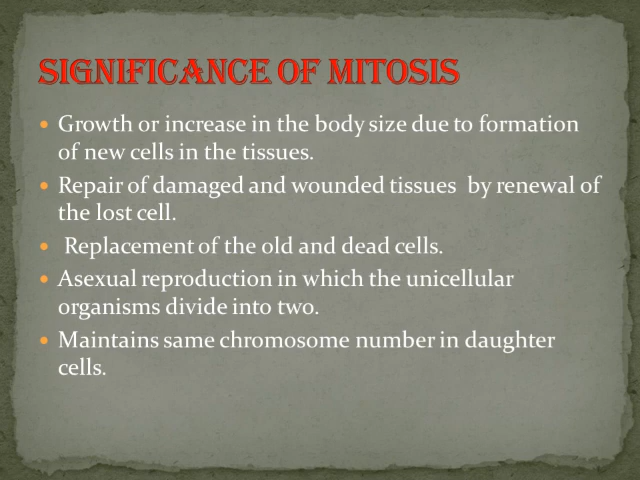 SIGNIFICANCE OF MITOSIS
• Growth or increase in the body size due to formation
of new cells in the tissues.
• Repair of damaged and wounded tissues  by renewal of
the lost cell.
•  Replacement of the old and dead cells.
• Asexual reproduction in which the unicellular
organisms divide into two.
• Maintains same chromosome number in daughter
cells.